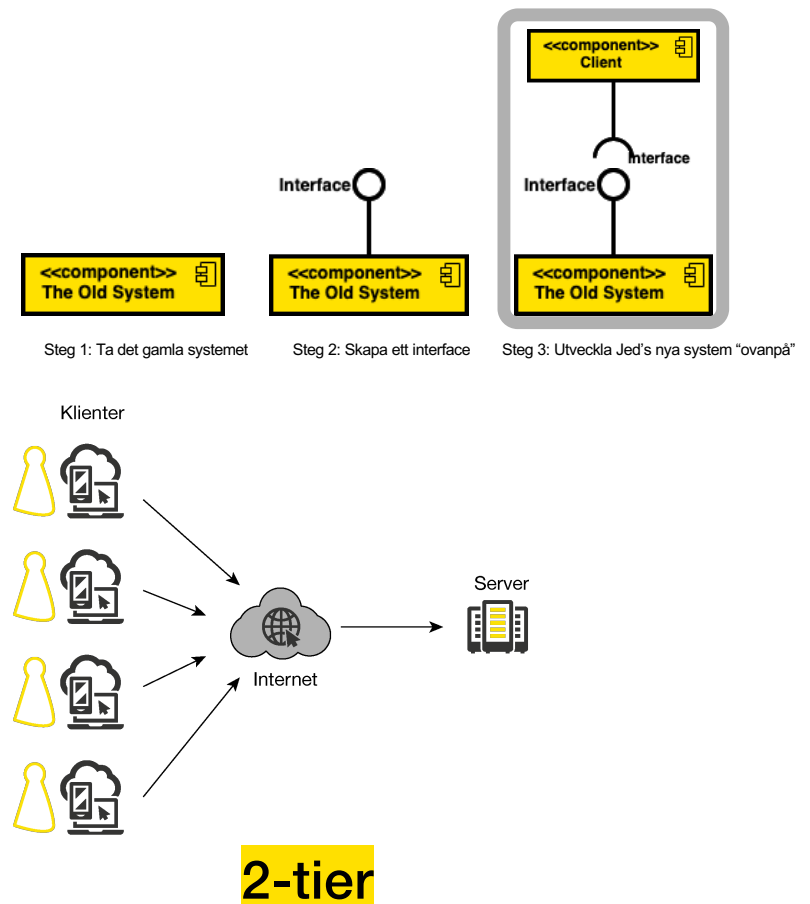 <<component>>
Client
Interface
Interface
Interface
<<component>>
The Old System
<<component>>
The Old System
<<component>>
The Old System
Steg 1: Ta det gamla systemet
Steg 2: Skapa ett interface
Steg 3: Utveckla Jed's nya system “ovanpå”
Klienter
Server
Internet
2-tier